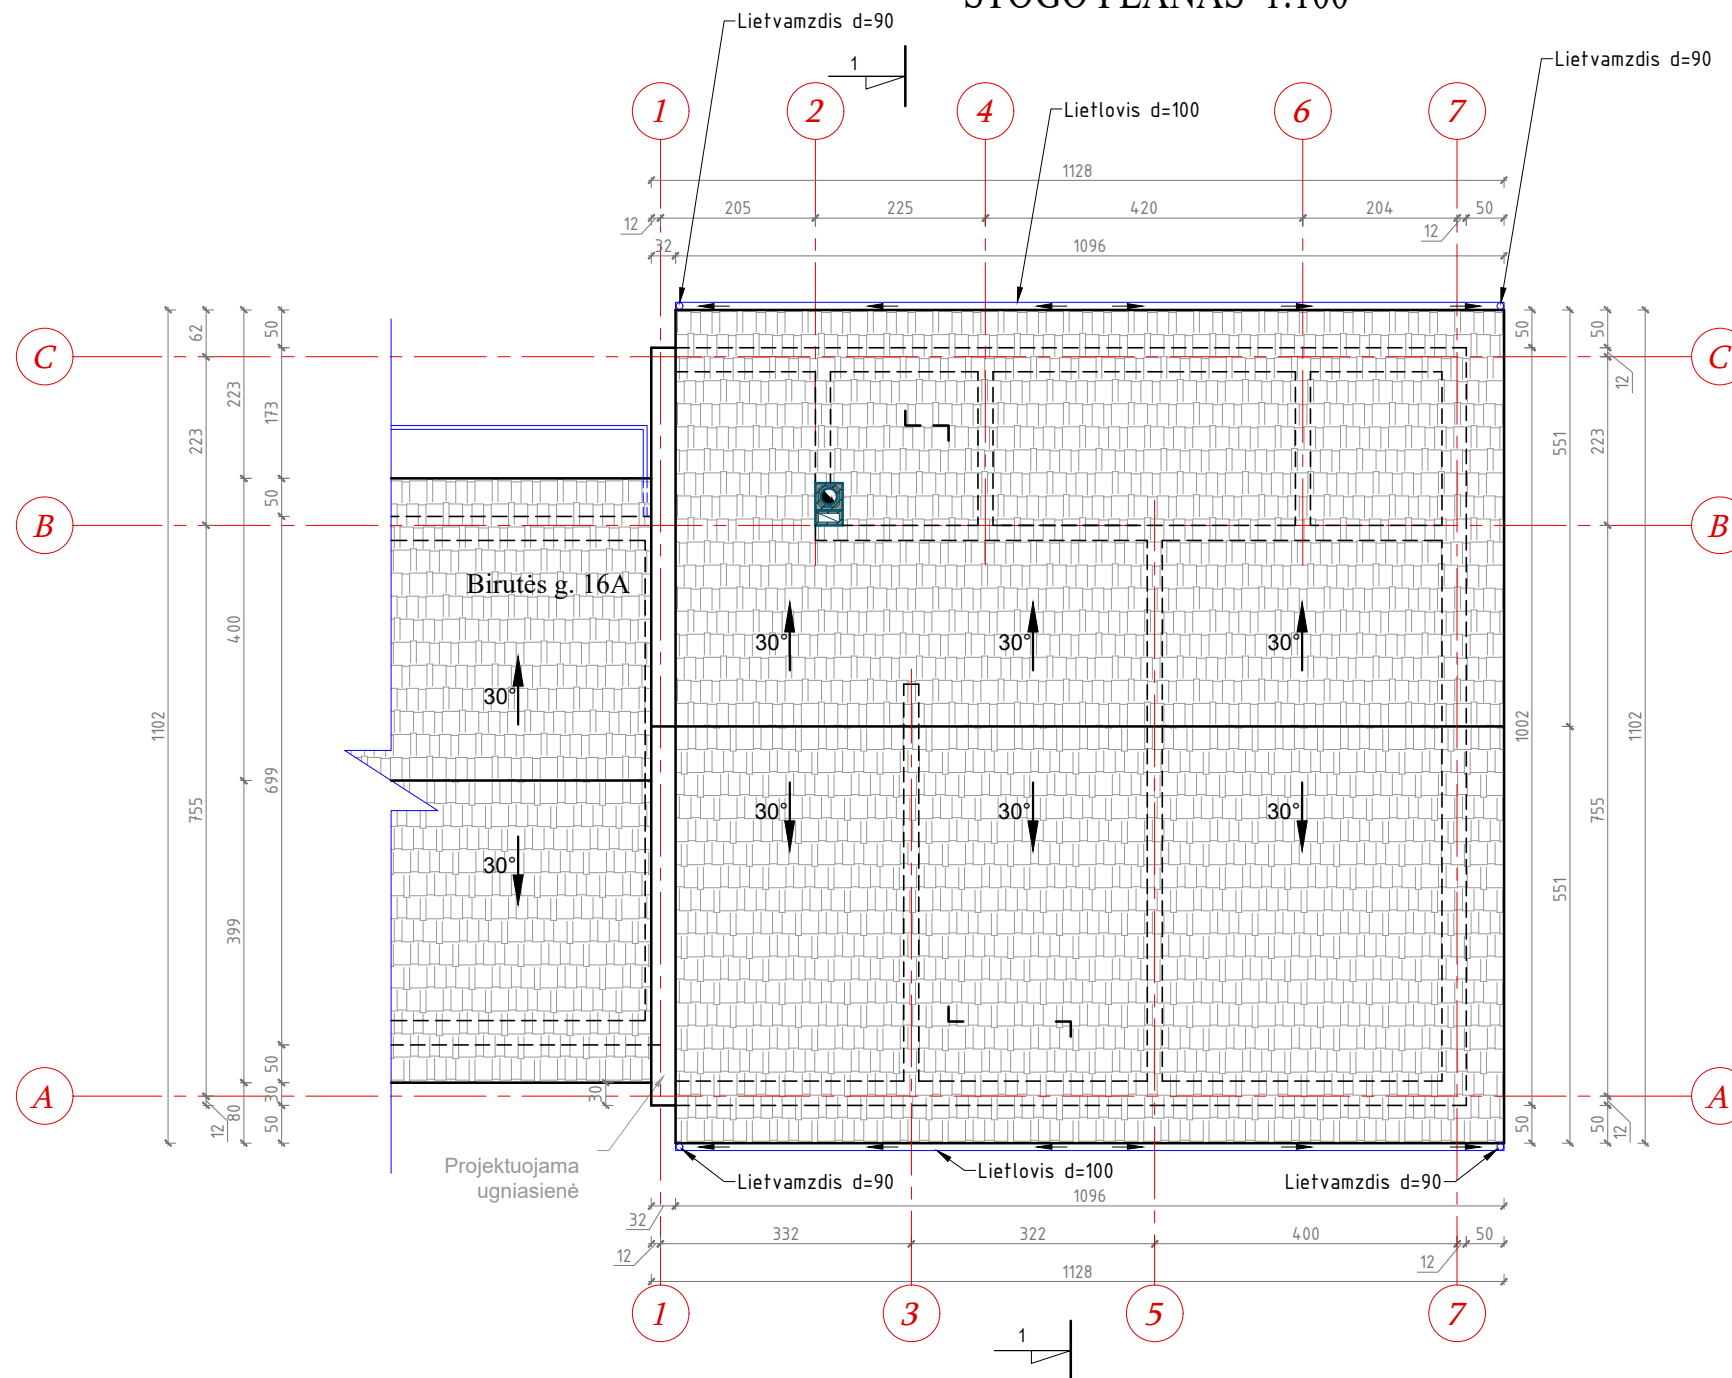 STOGO PLANAS 1:100
Lietvamzdis d=90
Lietvamzdis d=90
1
Lietlovis d=100
1 2 4 6 7
1128
205 225 420 204 50
12 12
32 1096
C C
B B
A A
62 223 755 12
1102
223 400 399 80
50 173 50 699 50 30 50
30
50 1002 50
551 551
50 12 223 755 50 12
1102
Birutės g. 16A
30° 30° 30°
30°
30° 30° 30°
30°
Projektuojama
ugniasienė
Lietvamzdis d=90
Lietlovis d=100
Lietvamzdis d=90
1096
32
332 322 400 50
12 12
1128
1 3 5 7
1